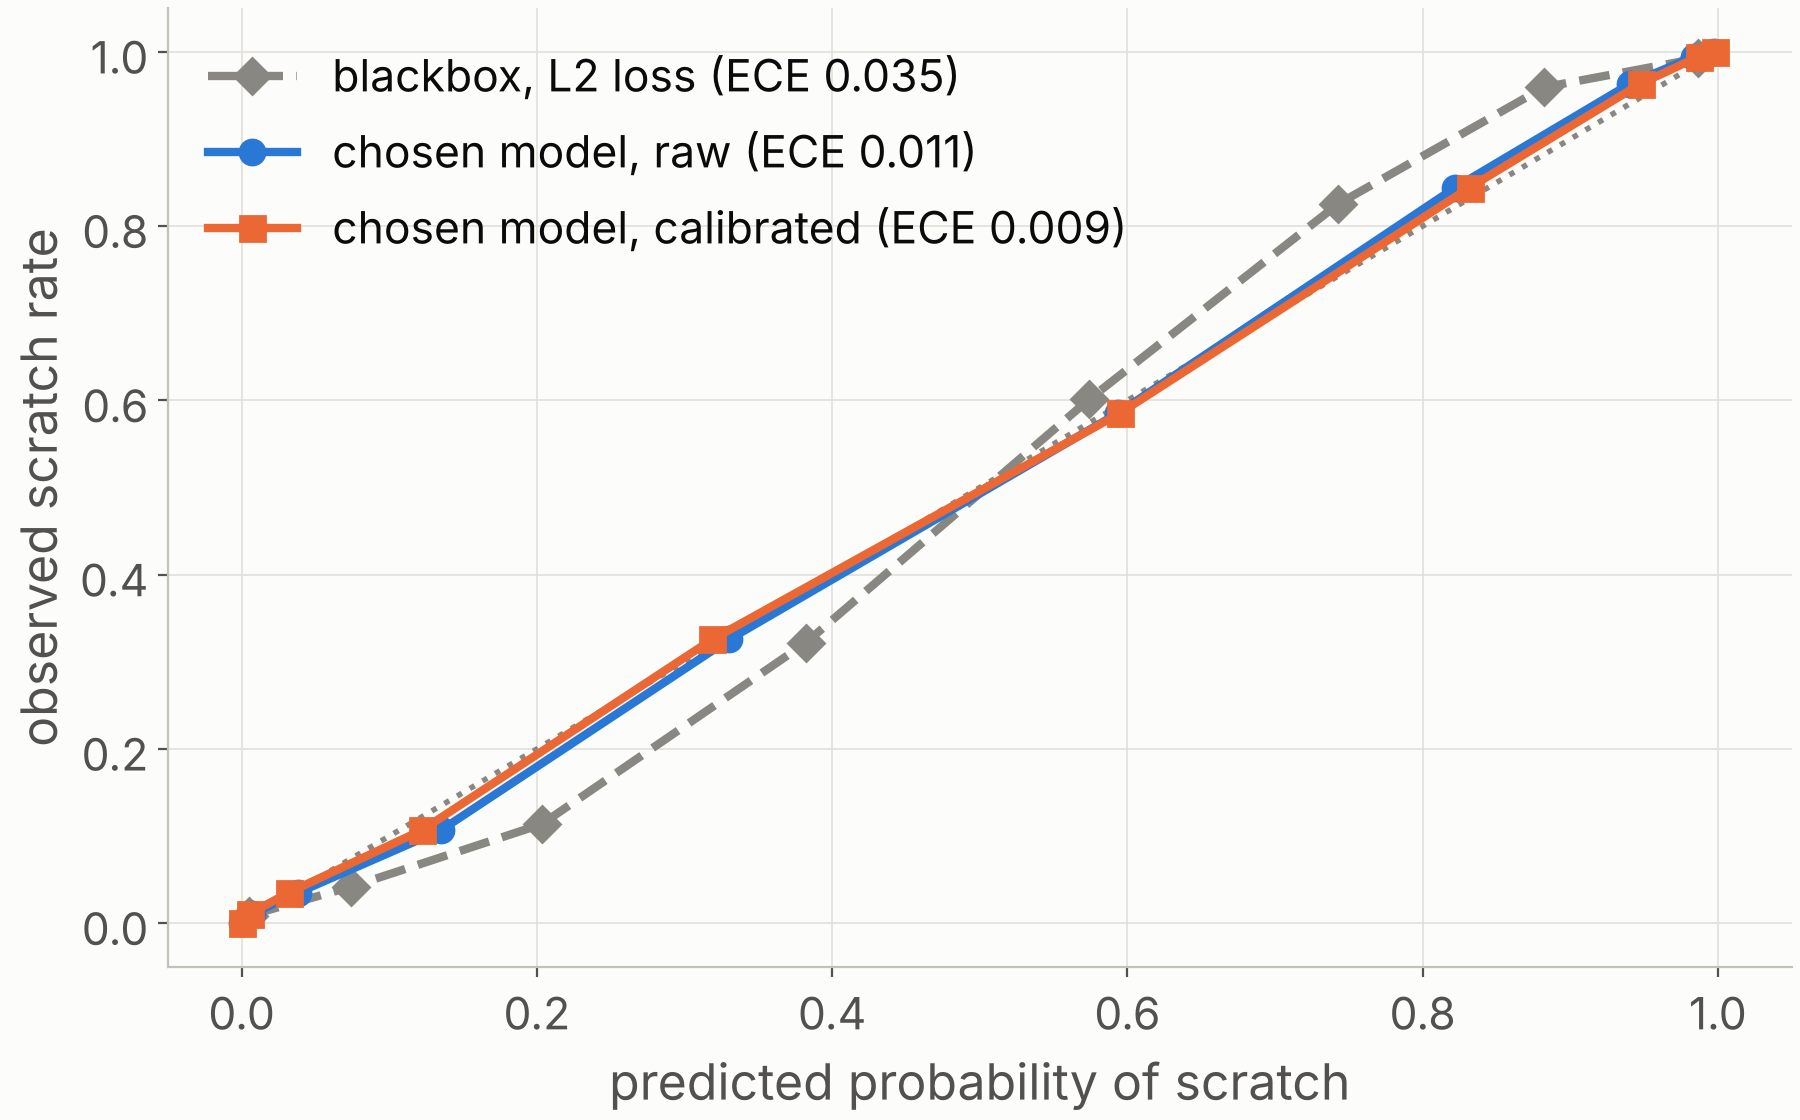 blackbox, L2 loss (ECE 0.035)
chosen model, raw (ECE 0.011)
chosen model, calibrated (ECE 0.009)
observed scratch rate
1.0
0.8
0.6
0.4
0.2
0.0
0.0 0.2 0.4 0.6 0.8 1.0
predicted probability of scratch